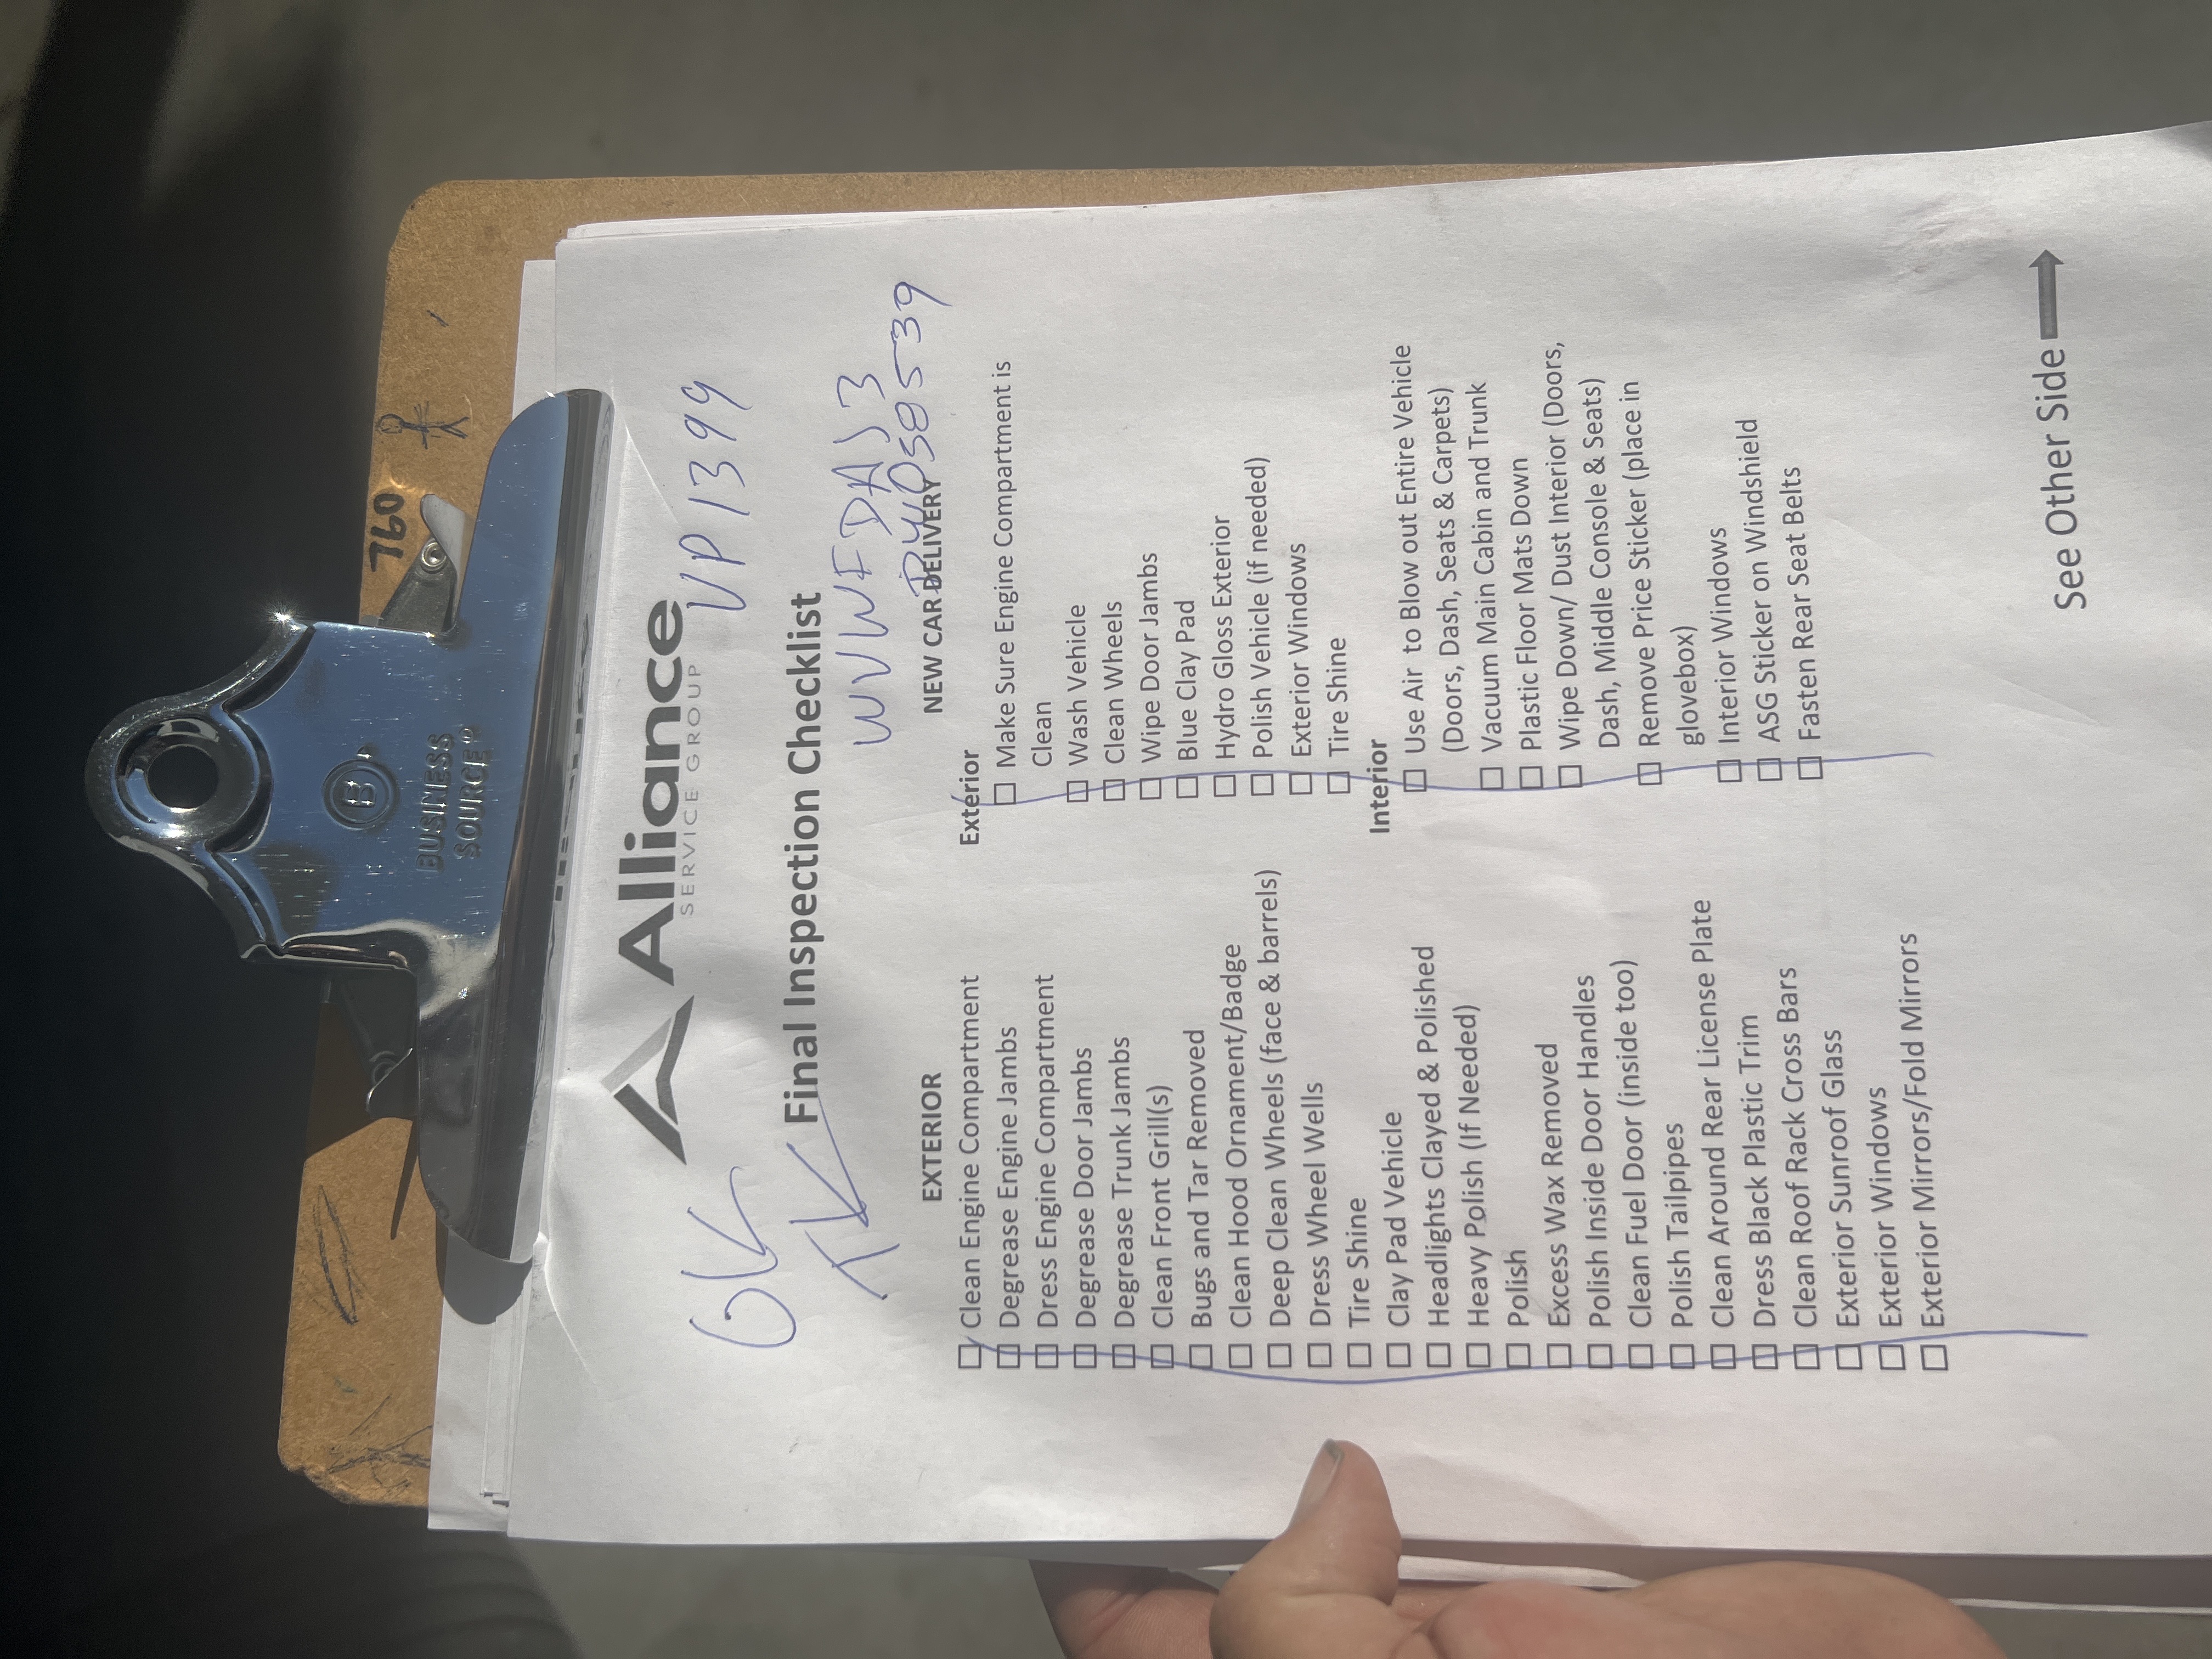 760
B
BUSINESS
SOURCE®
Alliance
SERVICE GROUP
OK
VP1399
Final Inspection Checklist
TK
WVWFDAJ3
EXTERIOR
Clean Engine Compartment
Degrease Engine Jambs
Dress Engine Compartment
Degrease Door Jambs
Degrease Trunk Jambs
Clean Front Grill(s)
Bugs and Tar Removed
Clean Hood Ornament/Badge
Deep Clean Wheels (face & barrels)
Dress Wheel Wells
Tire Shine
Clay Pad Vehicle
Headlights Clayed & Polished
Heavy Polish (If Needed)
Polish
Excess Wax Removed
Polish Inside Door Handles
Clean Fuel Door (inside too)
Polish Tailpipes
Clean Around Rear License Plate
Dress Black Plastic Trim
Clean Roof Rack Cross Bars
Exterior Sunroof Glass
Exterior Windows
Exterior Mirrors/Fold Mirrors
NEW CAR DELIVERY
Exterior
Make Sure Engine Compartment is
Clean
Wash Vehicle
Clean Wheels
Wipe Door Jambs
Blue Clay Pad
Hydro Gloss Exterior
Polish Vehicle (if needed)
Exterior Windows
Tire Shine
Interior
Use Air to Blow out Entire Vehicle
(Doors, Dash, Seats & Carpets)
Vacuum Main Cabin and Trunk
Plastic Floor Mats Down
Wipe Down/ Dust Interior (Doors,
Dash, Middle Console & Seats)
Remove Price Sticker (place in
glovebox)
Interior Windows
ASG Sticker on Windshield
Fasten Rear Seat Belts
See Other Side